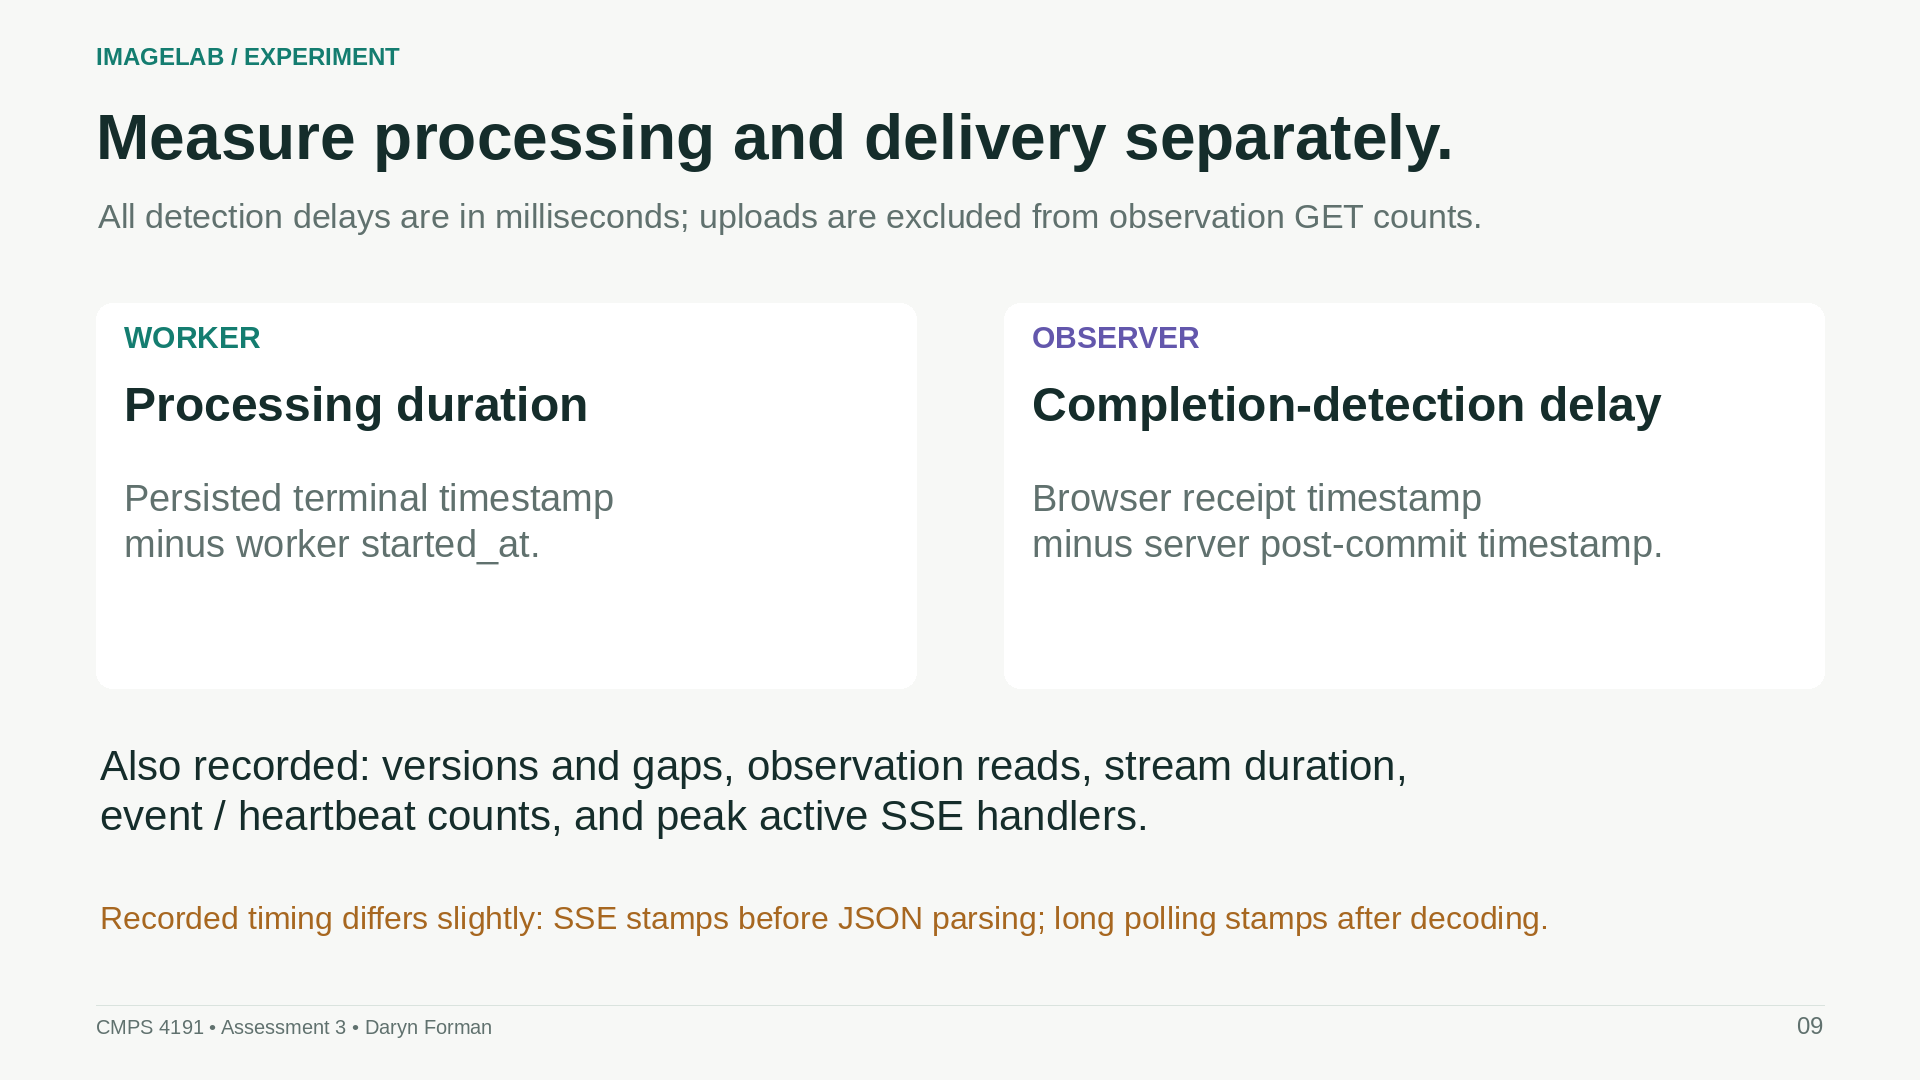 IMAGELAB / EXPERIMENT
Measure processing and delivery separately.
All detection delays are in milliseconds; uploads are excluded from observation GET counts.
WORKER
Processing duration
Persisted terminal timestamp
minus worker started_at.
OBSERVER
Completion-detection delay
Browser receipt timestamp
minus server post-commit timestamp.
Also recorded: versions and gaps, observation reads, stream duration,
event / heartbeat counts, and peak active SSE handlers.
Recorded timing differs slightly: SSE stamps before JSON parsing; long polling stamps after decoding.
CMPS 4191 • Assessment 3 • Daryn Forman
09